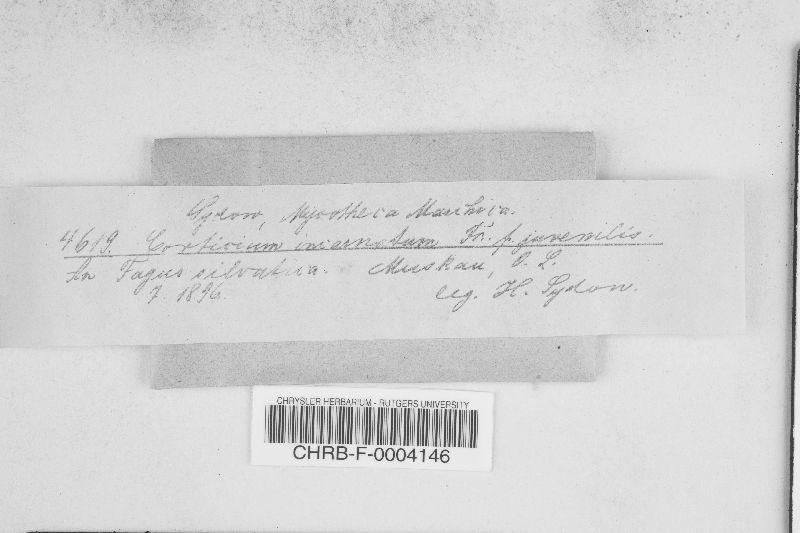 Sydow, Mycotheca Marchica.
4619. Corticium incarnatum Fr. f. juvenilis.
An Fagus silvatica. Muskau, O. L.
7. 1896. leg. H. Sydow.
CHRYSLER HERBARIUM - RUTGERS UNIVERSITY
CHRB-F-0004146